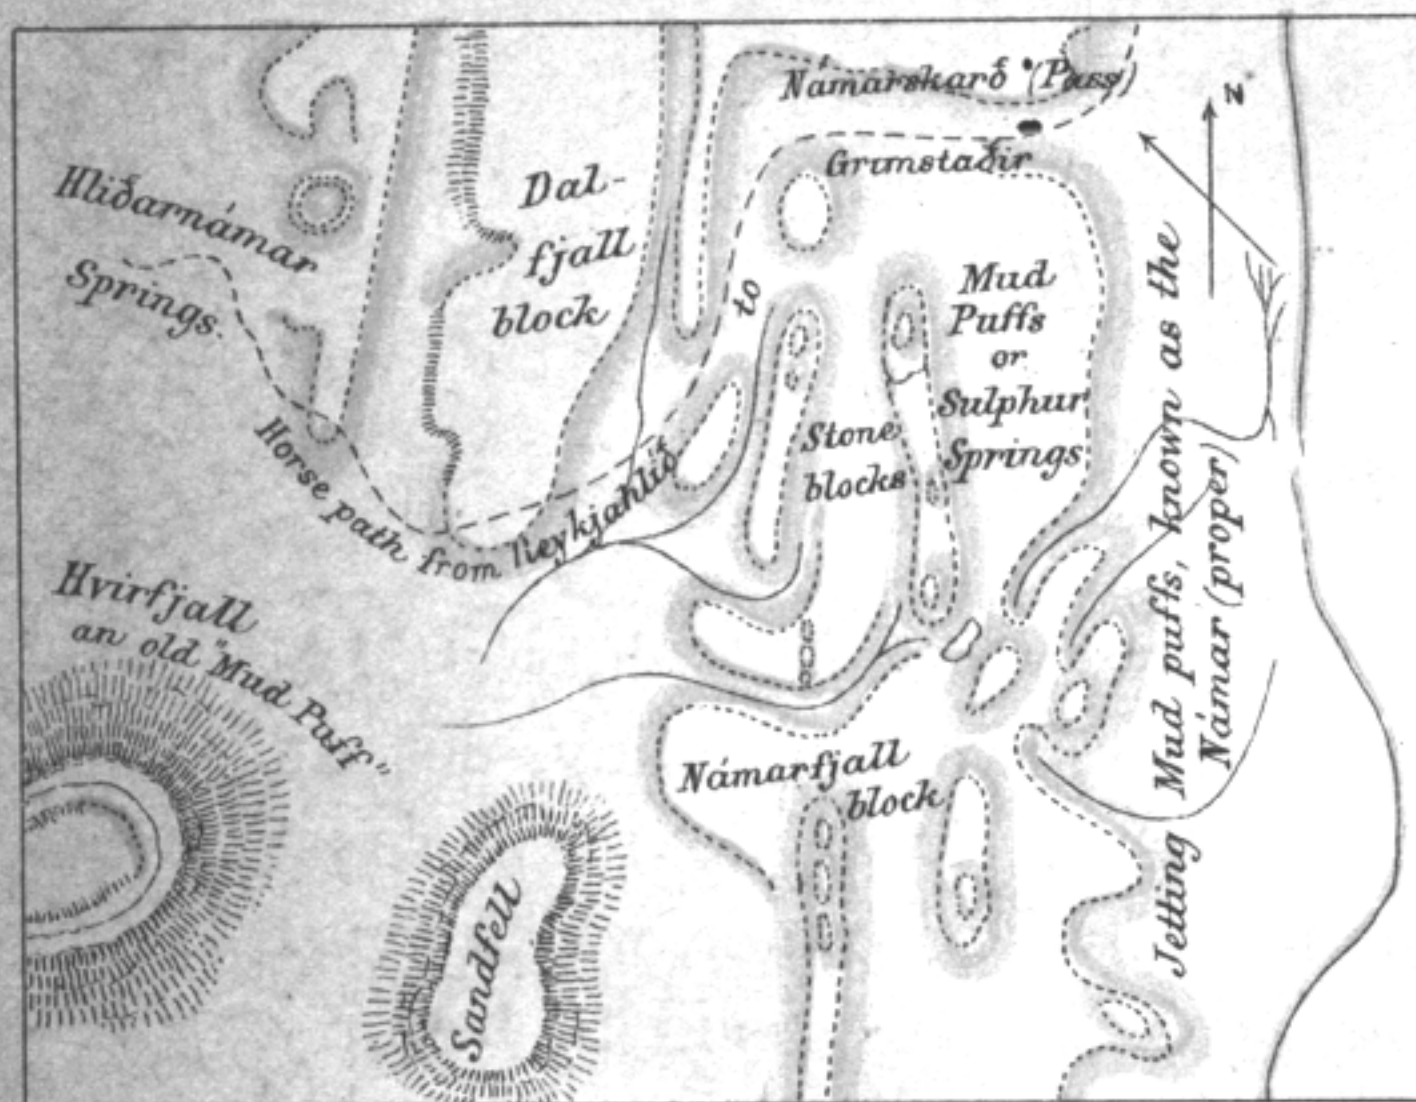 Námarskarð (Pass)
N
Grimstaðir
Hliðarnámar
Springs.
Dal-
fjall
block
Mud
Puffs
or
Sulphur
Springs
Stone
blocks
Horse path from Reykjahlið to
Hvirfjall
an old "Mud Puff"
Námarfjall
block
Sandfell
Jetting Mud puffs, known as the
Námar (proper)